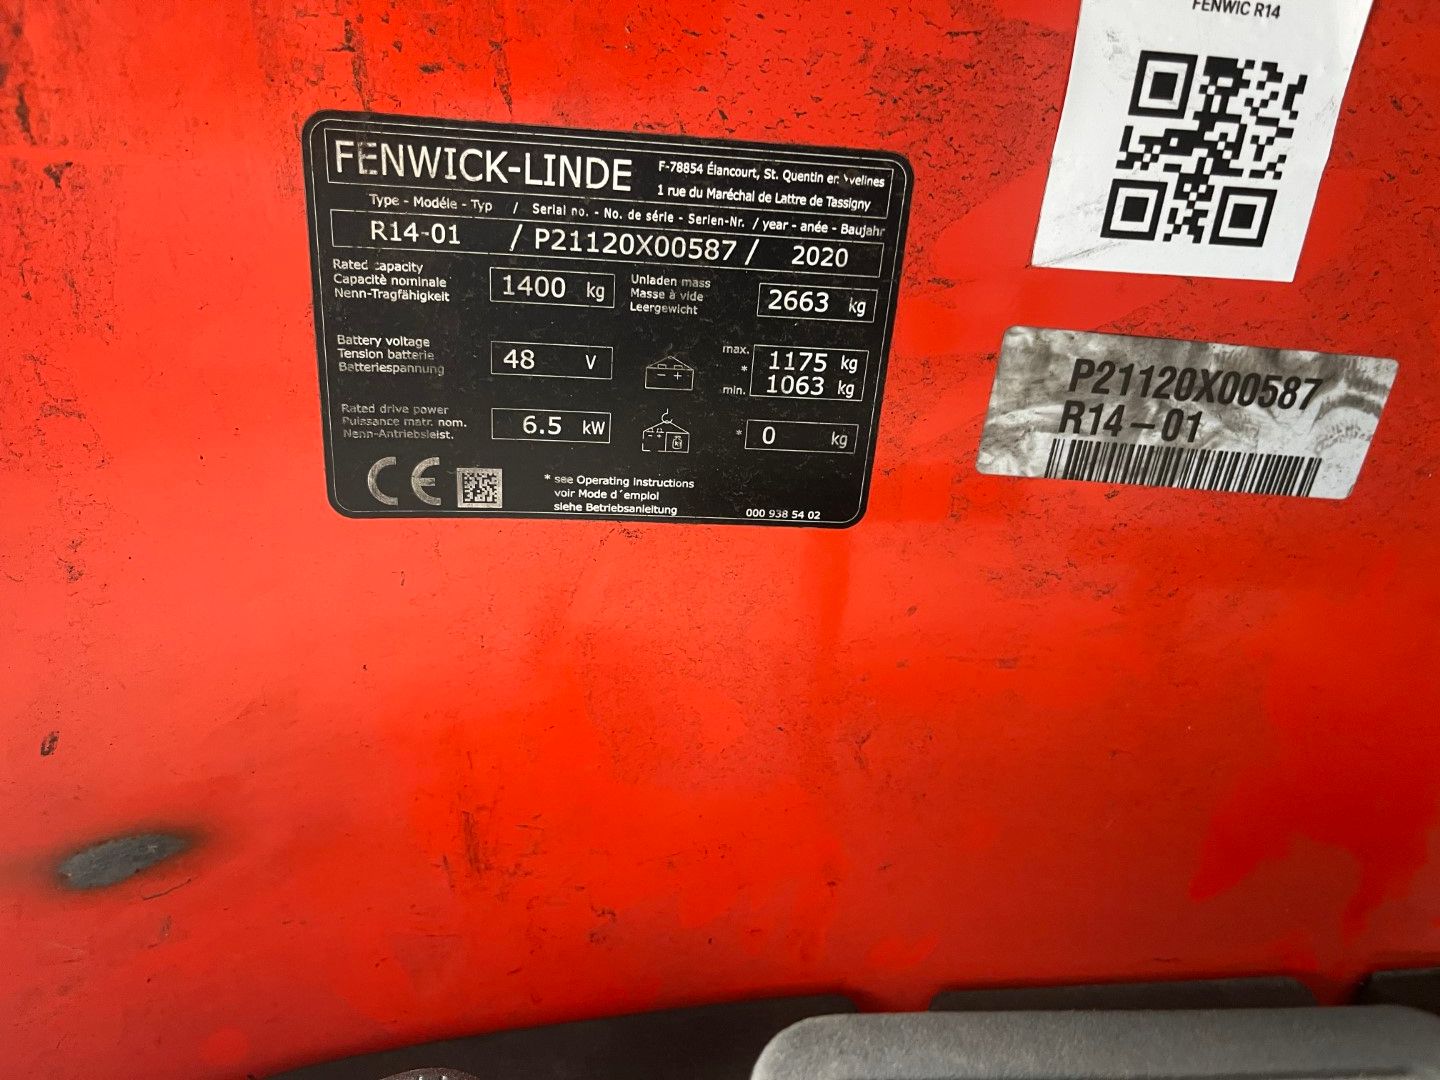 FENWIC R14
FENWICK-LINDE
F-78854 Élancourt, St. Quentin en Yvelines
1 rue du Maréchal de Lattre de Tassigny
Type - Modéle - Typ / Serial no. - No. de série - Serien-Nr. / year - anée - Baujahr
R14-01 / P21120X00587 / 2020
Rated capacity
Capacitè nominale
Nenn-Tragfähigkeit
1400 kg
Unladen mass
Masse à vide
Leergewicht
2663 kg
Battery voltage
Tension batterie
Batteriespannung
48 V
max.
*
min.
1175 kg
1063 kg
Rated drive power
Puissance matr. nom.
Nenn-Antriebsleist.
6.5 kW
* 0 kg
CE
* see Operating Instructions
voir Mode d´emploi
siehe Betriebsanleitung
000 938 54 02
P21120X00587
R14-01